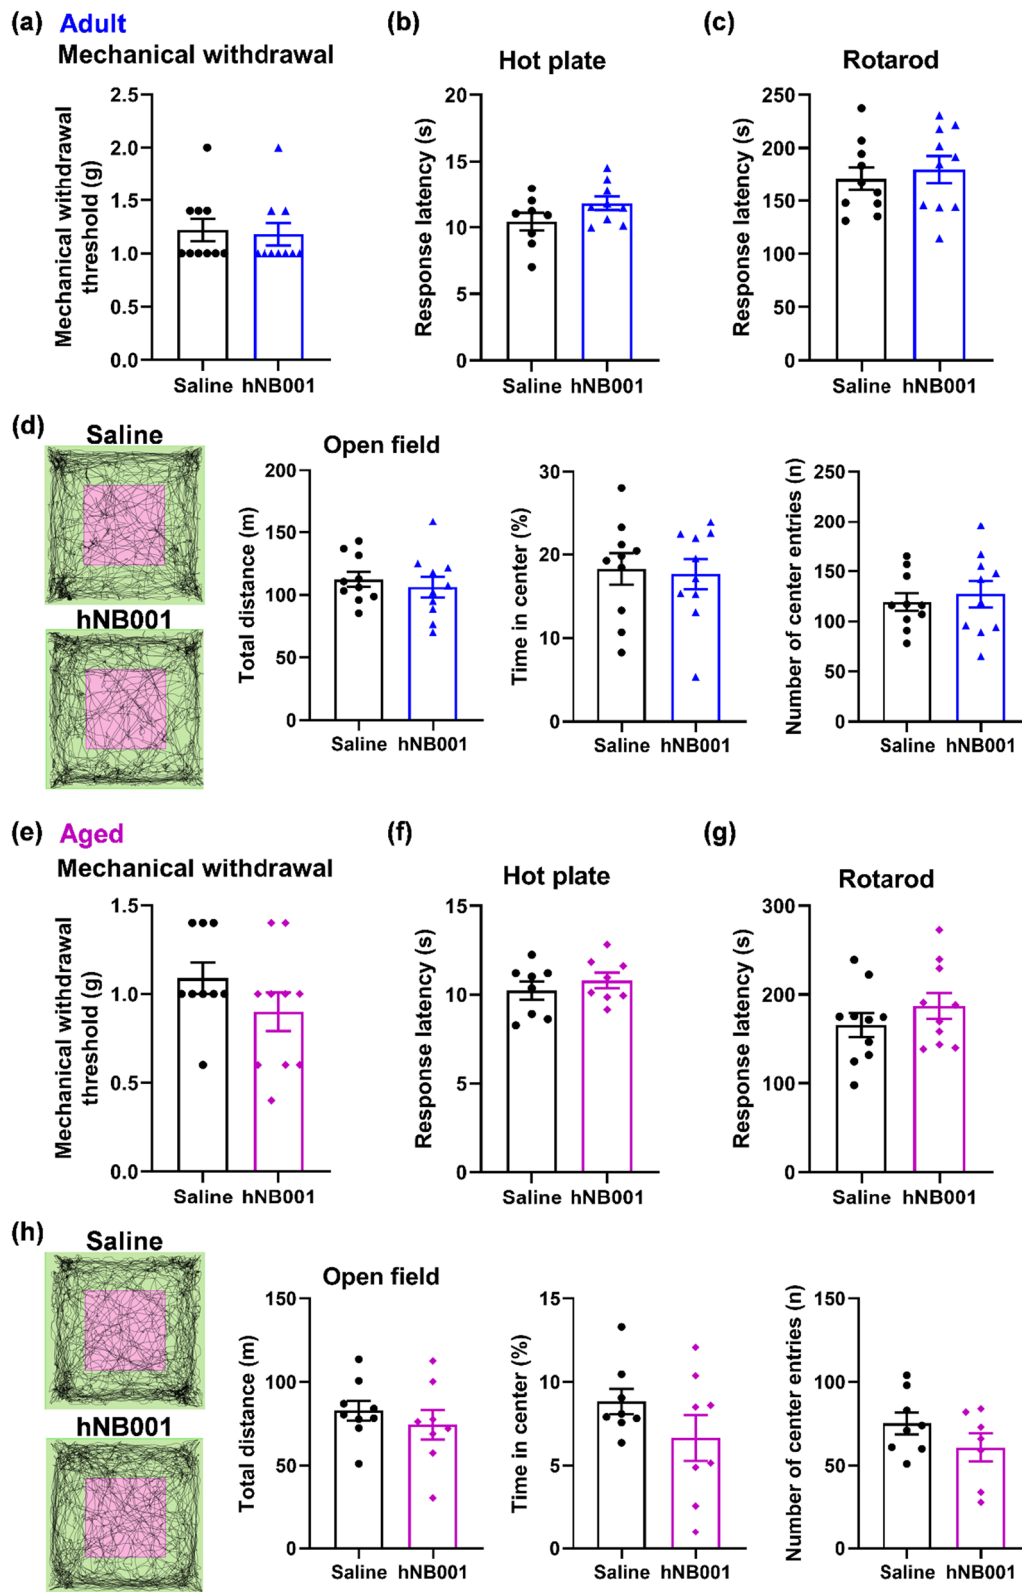 (a) Adult
Mechanical withdrawal
Mechanical withdrawal
threshold (g)
2.5
2.0
1.5
1.0
0.5
0.0
Saline hNB001
(b)
Hot plate
Response latency (s)
20
15
10
5
0
Saline hNB001
(c)
Rotarod
Response latency (s)
250
200
150
100
50
0
Saline hNB001
(d)
Saline
hNB001
Open field
Total distance (m)
200
150
100
50
0
Saline hNB001
Time in center (%)
30
20
10
0
Saline hNB001
Number of center entries (n)
250
200
150
100
50
0
Saline hNB001
(e) Aged
Mechanical withdrawal
Mechanical withdrawal
threshold (g)
1.5
1.0
0.5
0.0
Saline hNB001
(f)
Hot plate
Response latency (s)
15
10
5
0
Saline hNB001
(g)
Rotarod
Response latency (s)
300
200
100
0
Saline hNB001
(h)
Saline
hNB001
Open field
Total distance (m)
150
100
50
0
Saline hNB001
Time in center (%)
15
10
5
0
Saline hNB001
Number of center entries (n)
150
100
50
0
Saline hNB001